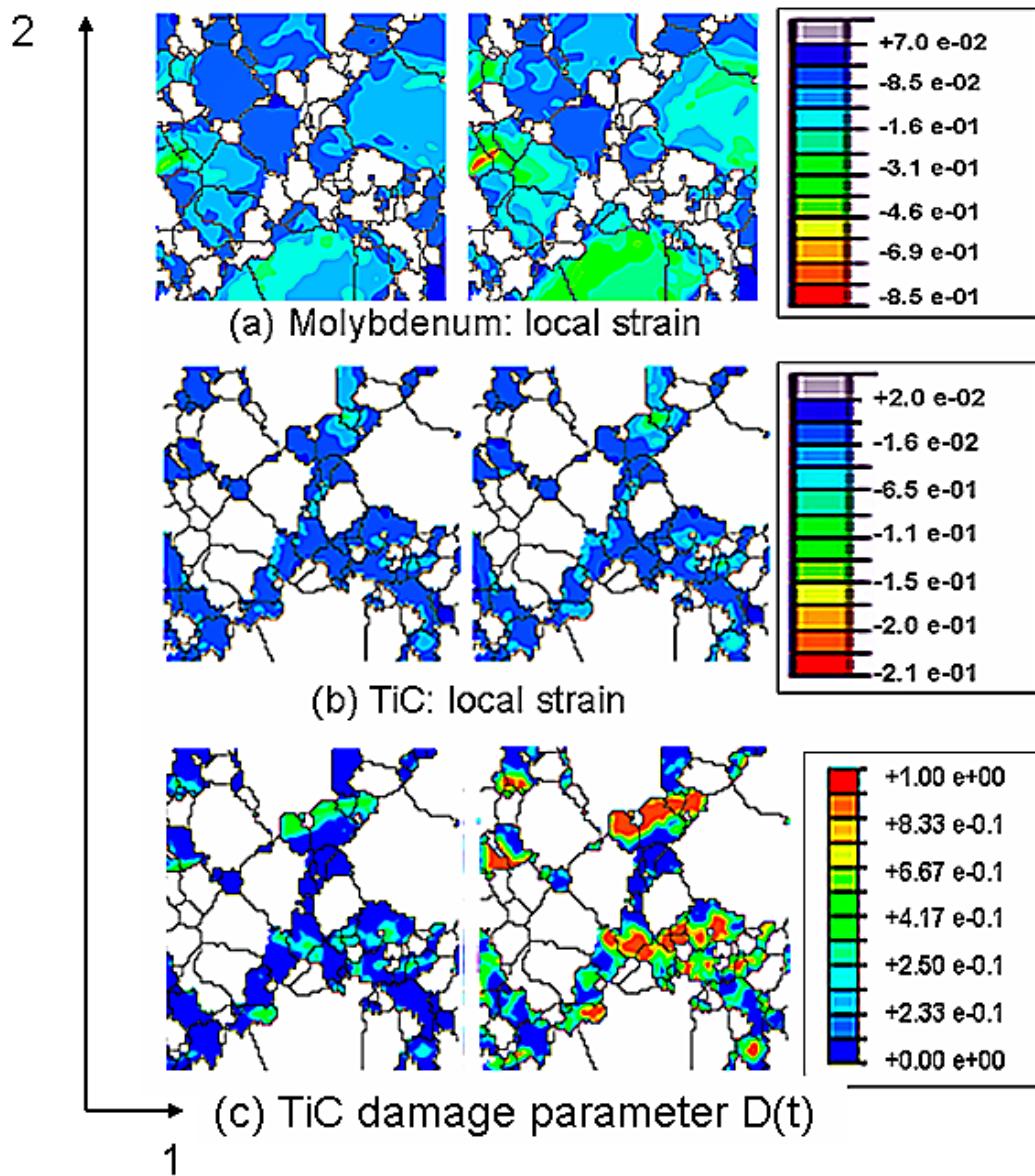 2
+7.0 e-02
-8.5 e-02
-1.6 e-01
-3.1 e-01
-4.6 e-01
-6.9 e-01
-8.5 e-01
(a) Molybdenum: local strain
+2.0 e-02
-1.6 e-02
-6.5 e-01
-1.1 e-01
-1.5 e-01
-2.0 e-01
-2.1 e-01
(b) TiC: local strain
+1.00 e+00
+8.33 e-0.1
+6.67 e-0.1
+4.17 e-0.1
+2.50 e-0.1
+2.33 e-0.1
+0.00 e+00
(c) TiC damage parameter D(t)
1